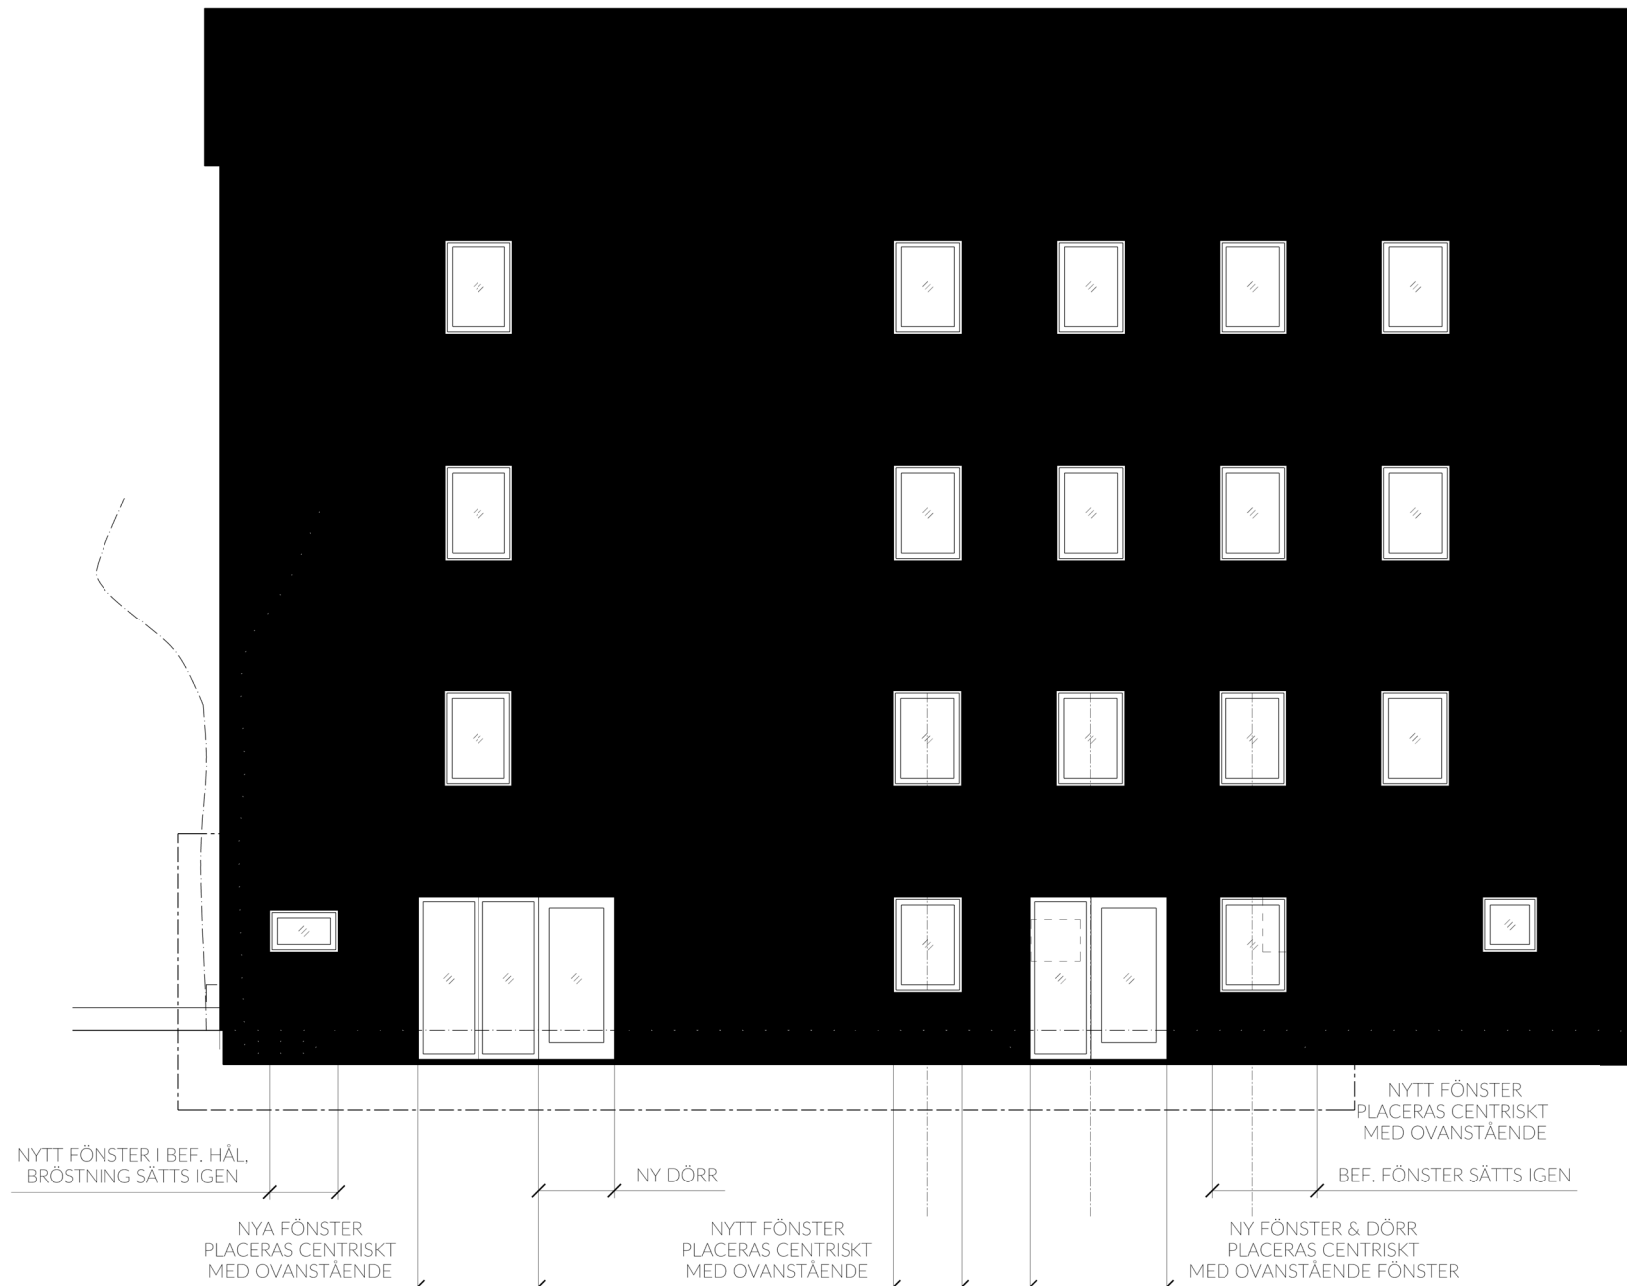 NYTT FÖNSTER
PLACERAS CENTRISKT
MED OVANSTÅENDE
NYTT FÖNSTER I BEF. HÅL,
BRÖSTNING SÄTTS IGEN
NY DÖRR
BEF. FÖNSTER SÄTTS IGEN
NYA FÖNSTER
PLACERAS CENTRISKT
MED OVANSTÅENDE
NYTT FÖNSTER
PLACERAS CENTRISKT
MED OVANSTÅENDE
NY FÖNSTER & DÖRR
PLACERAS CENTRISKT
MED OVANSTÅENDE FÖNSTER